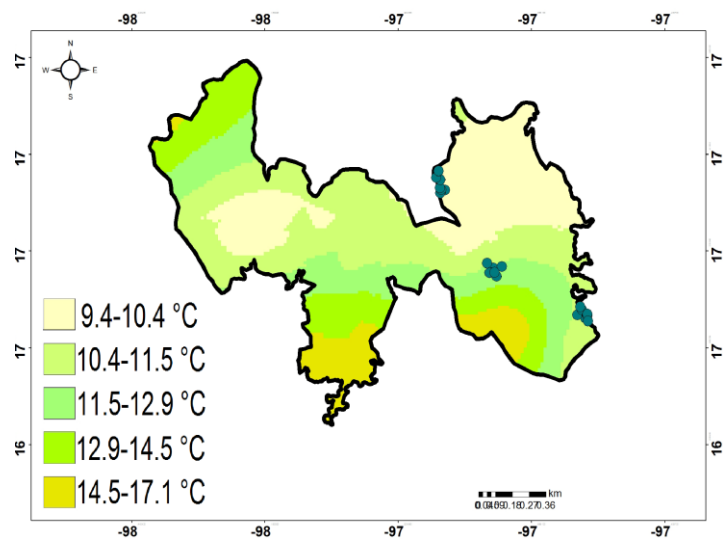 -98 -98 -97 -97 -97
N
W E
S
17 17
17 17
17 17
17 17
16 16
9.4-10.4 °C
10.4-11.5 °C
11.5-12.9 °C
12.9-14.5 °C
14.5-17.1 °C
km
-98 -98 -97 -97 -97